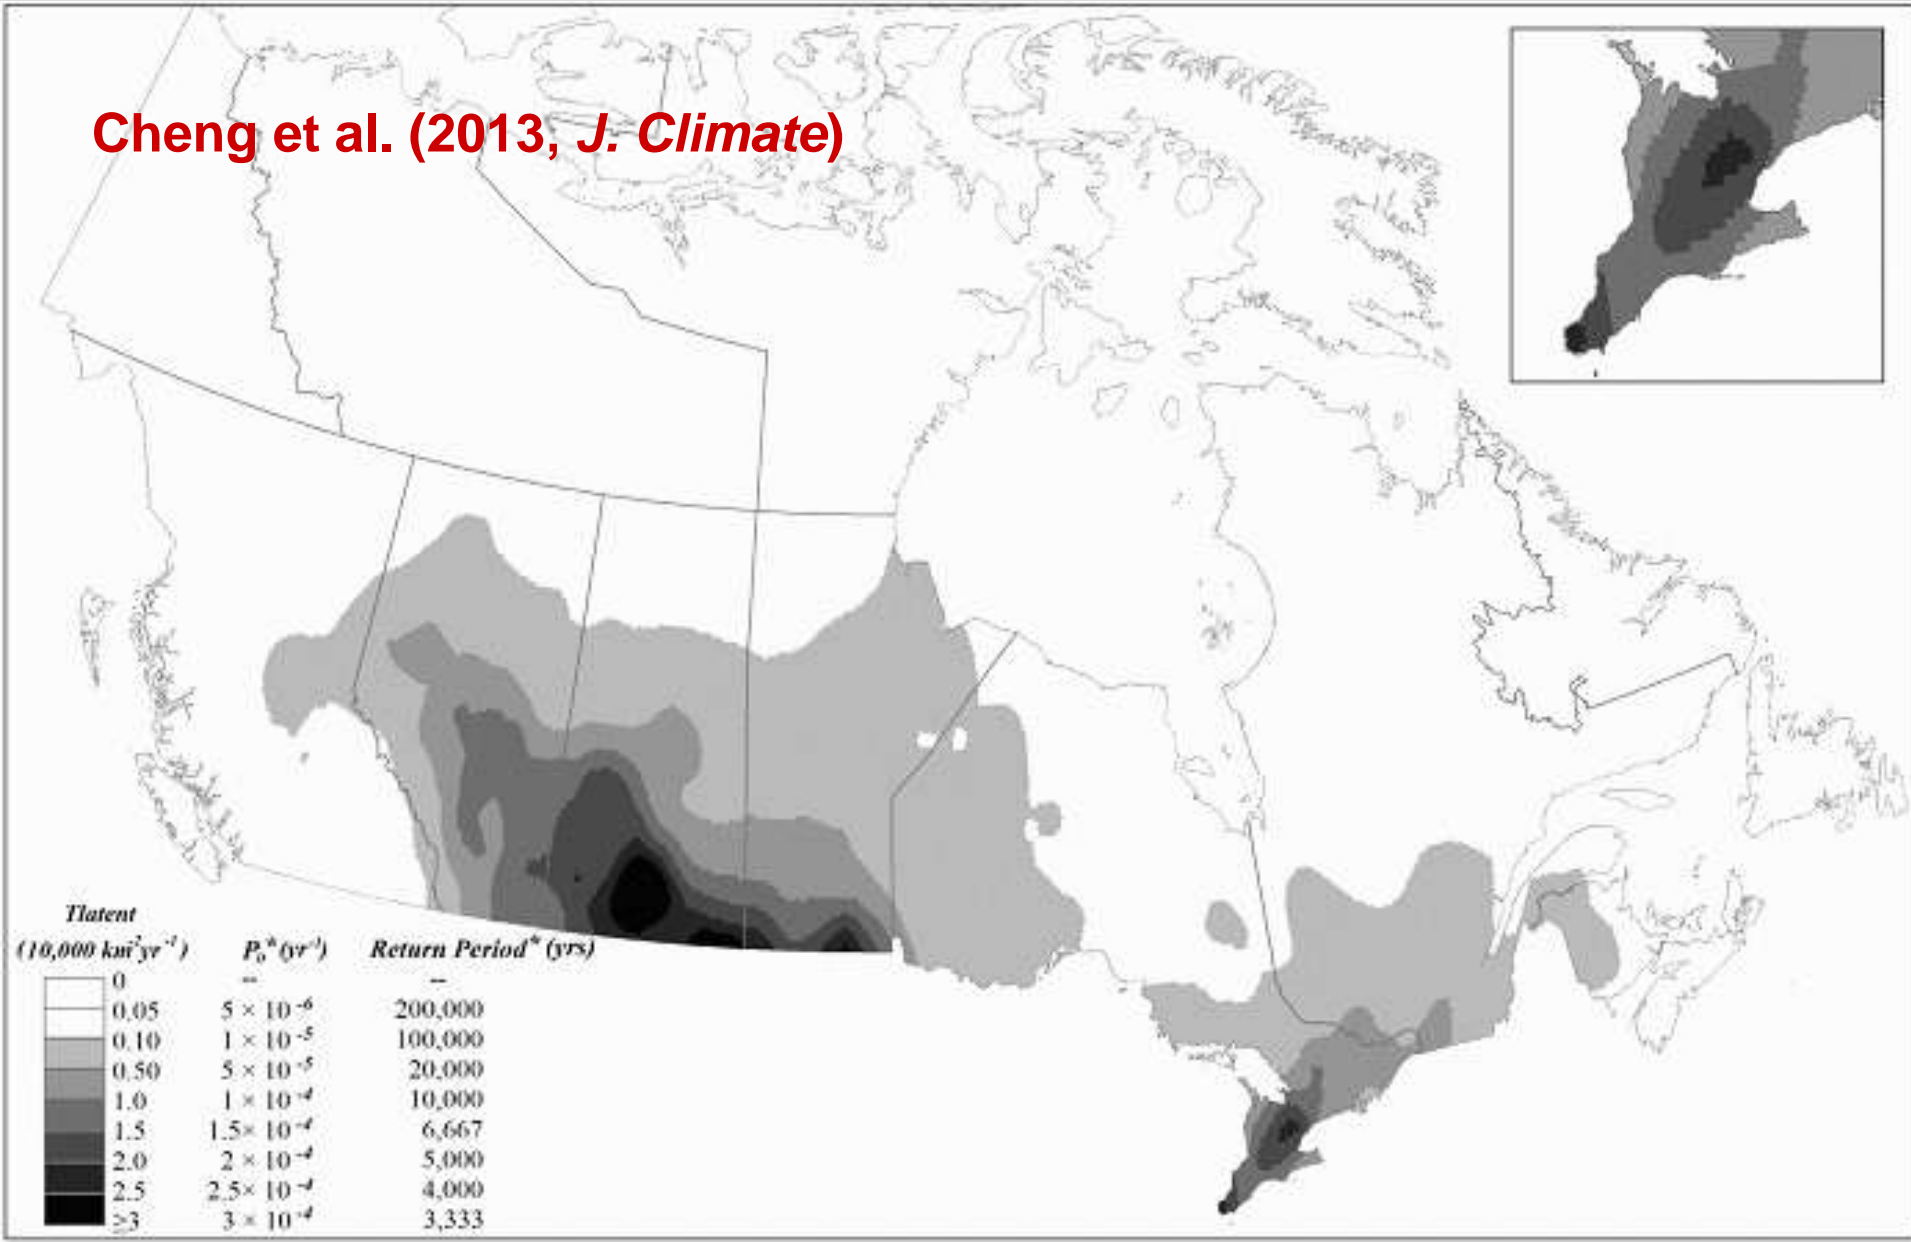 Cheng et al. (2013, J. Climate)
Tlatent
(10,000 km²yr⁻¹) P₀*(yr⁻¹) Return Period* (yrs)
0 -- --
0.05 5 × 10⁻⁶ 200,000
0.10 1 × 10⁻⁵ 100,000
0.50 5 × 10⁻⁵ 20,000
1.0 1 × 10⁻⁴ 10,000
1.5 1.5× 10⁻⁴ 6,667
2.0 2 × 10⁻⁴ 5,000
2.5 2.5× 10⁻⁴ 4,000
≥3 3 × 10⁻⁴ 3,333